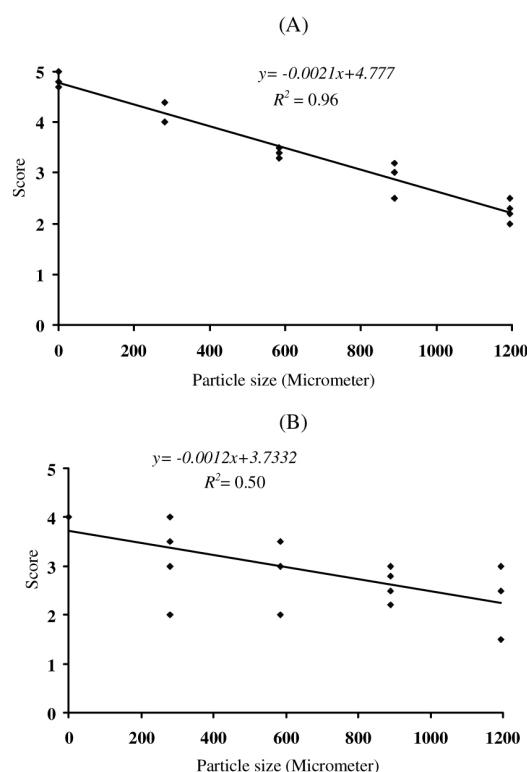 (A)
y= -0.0021x+4.777
R² = 0.96
5
4
3
2
1
0
Score
0 200 400 600 800 1000 1200
Particle size (Micrometer)
(B)
y= -0.0012x+3.7332
R²= 0.50
5
4
3
2
1
0
Score
0 200 400 600 800 1000 1200
Particle size (Micrometer)